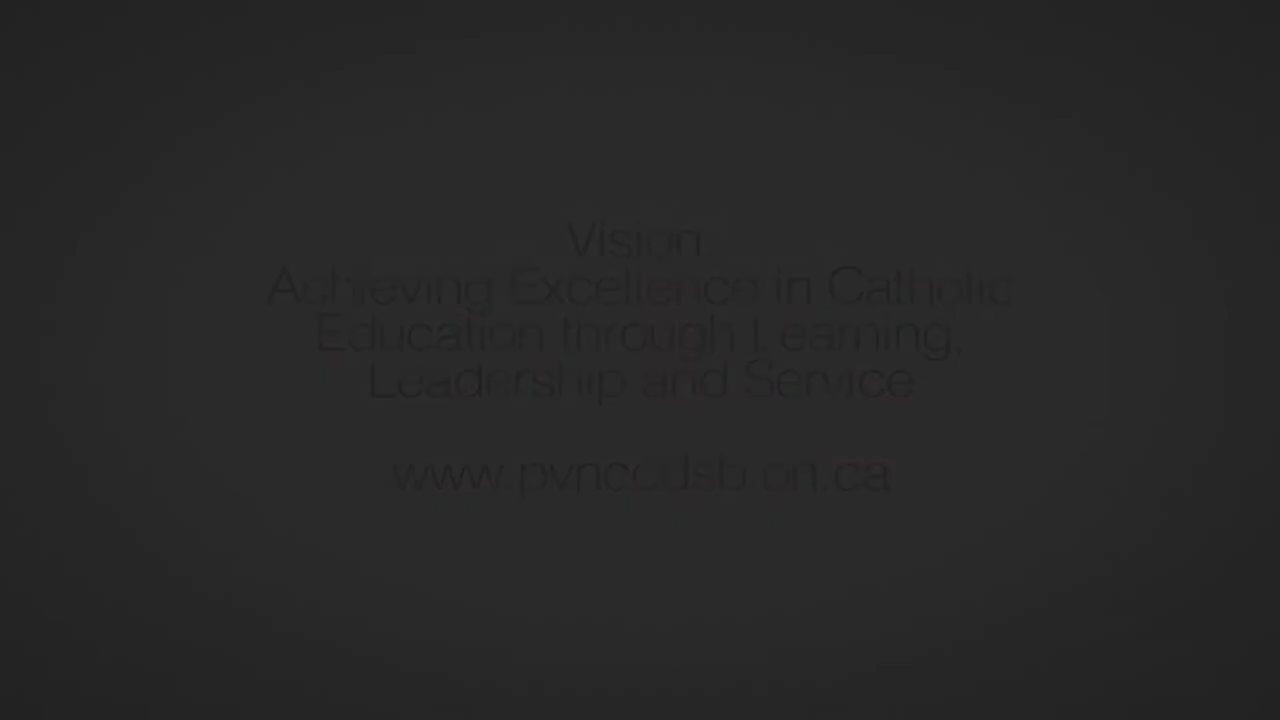 Vision
Achieving Excellence in Catholic
Education through Learning,
Leadership and Service
www.pvnccdsb.on.ca